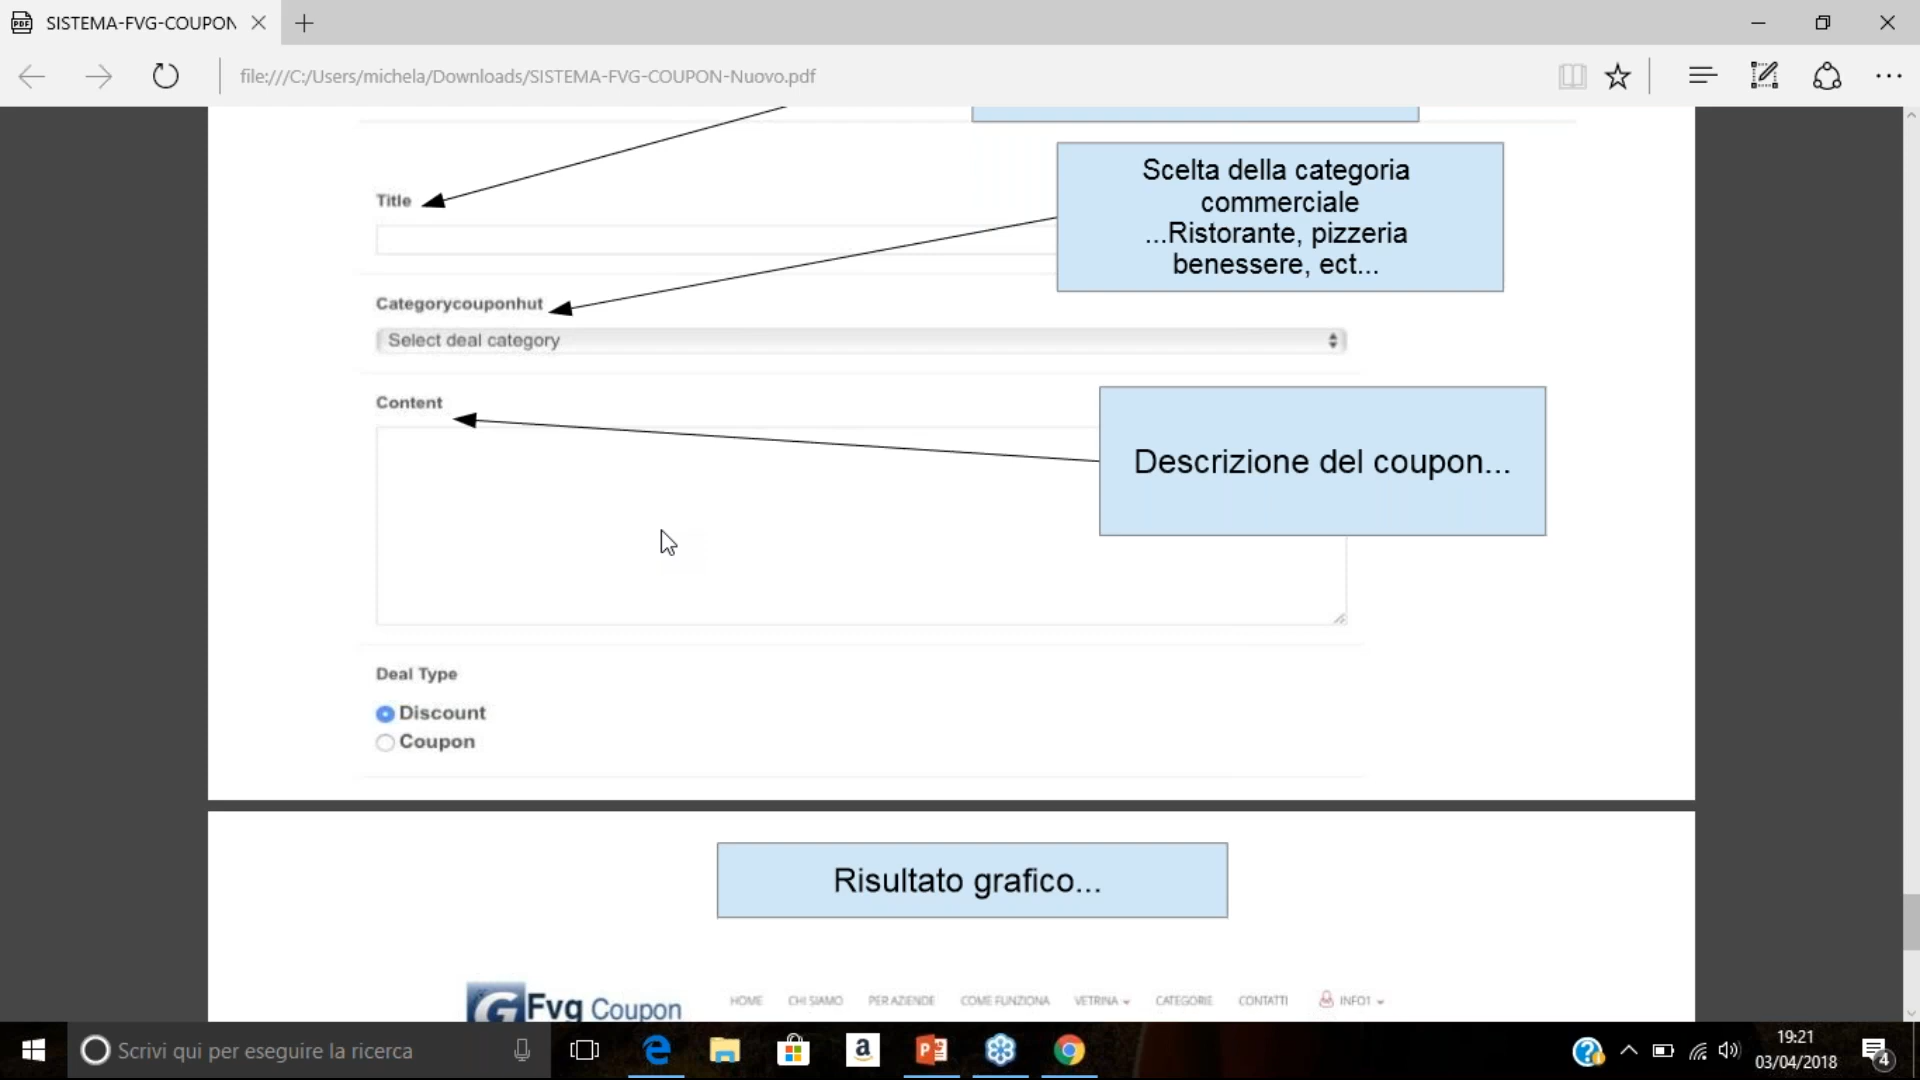 SISTEMA-FVG-COUPON
file:///C:/Users/michela/Downloads/SISTEMA-FVG-COUPON-Nuovo.pdf
Scelta della categoria
commerciale
...Ristorante, pizzeria
benessere, ect...
Title
Categorycouponhut
Select deal category
Content
Descrizione del coupon...
Deal Type
Discount
Coupon
Risultato grafico...
Fvg Coupon
HOME CHI SIAMO PER AZIENDE COME FUNZIONA VETRINA CATEGORIE CONTATTI INFO1
Scrivi qui per eseguire la ricerca
19:21
03/04/2018
4